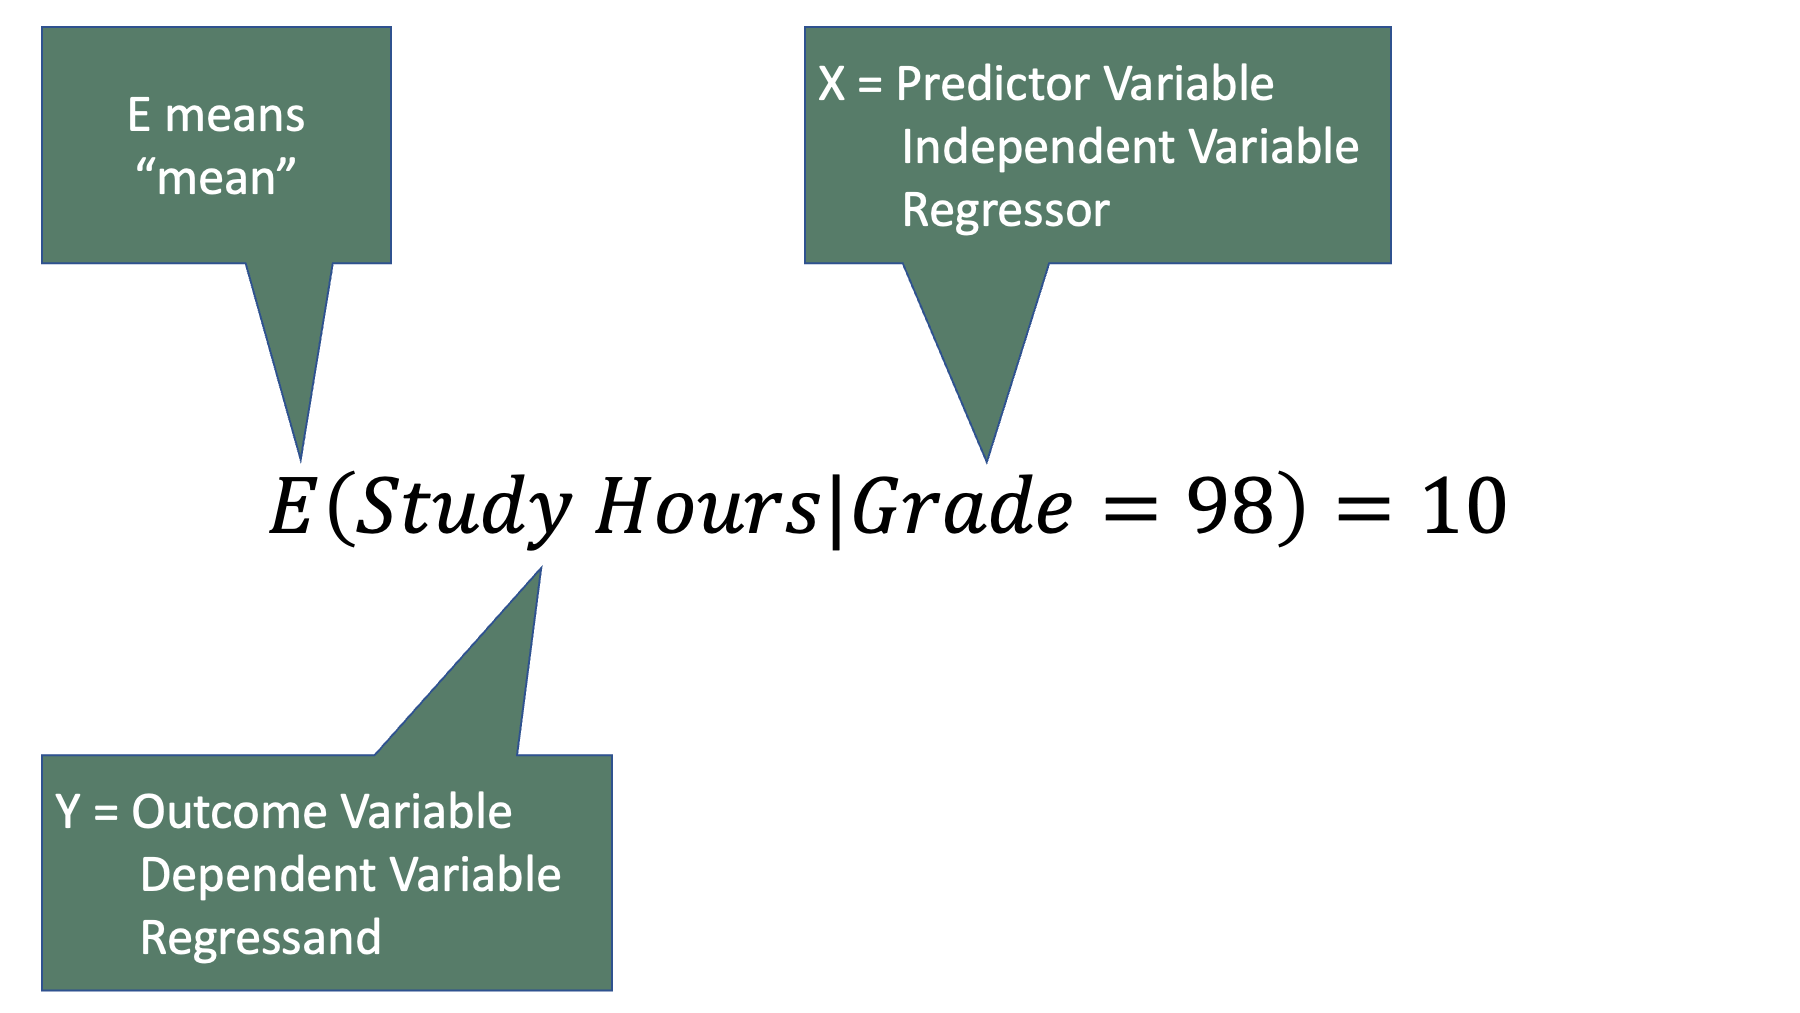 E means
“mean”
X = Predictor Variable
Independent Variable
Regressor
E(Study Hours|Grade = 98) = 10
Y = Outcome Variable
Dependent Variable
Regressand